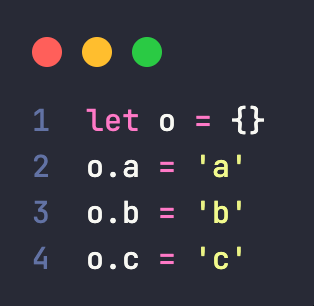 1 let o = {}
2 o.a = 'a'
3 o.b = 'b'
4 o.c = 'c'